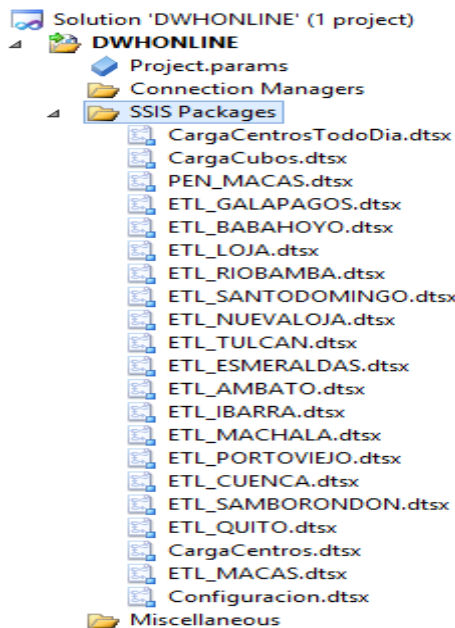 Solution 'DWHONLINE' (1 project)
DWHONLINE
Project.params
Connection Managers
SSIS Packages
CargaCentrosTodoDia.dtsx
CargaCubos.dtsx
PEN_MACAS.dtsx
ETL_GALAPAGOS.dtsx
ETL_BABAHOYO.dtsx
ETL_LOJA.dtsx
ETL_RIOBAMBA.dtsx
ETL_SANTODOMINGO.dtsx
ETL_NUEVALOJA.dtsx
ETL_TULCAN.dtsx
ETL_ESMERALDAS.dtsx
ETL_AMBATO.dtsx
ETL_IBARRA.dtsx
ETL_MACHALA.dtsx
ETL_PORTOVIEJO.dtsx
ETL_CUENCA.dtsx
ETL_SAMBORONDON.dtsx
ETL_QUITO.dtsx
CargaCentros.dtsx
ETL_MACAS.dtsx
Configuracion.dtsx
Miscellaneous